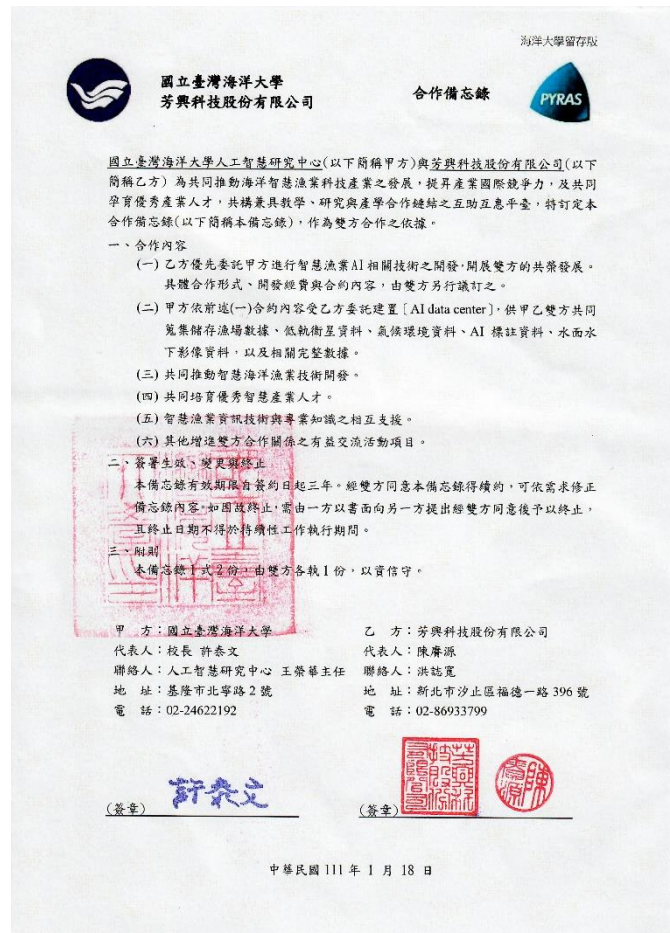 海洋大學留存版
國立臺灣海洋大學
芳興科技股份有限公司
合作備忘錄
PYRAS
國立臺灣海洋大學人工智慧研究中心(以下簡稱甲方)與芳興科技股份有限公司(以下
簡稱乙方) 為共同推動海洋智慧漁業科技產業之發展，提昇產業國際競爭力，及共同
孕育優秀產業人才，共構兼具教學、研究與產學合作鏈結之互助互惠平臺，特訂定本
合作備忘錄(以下簡稱本備忘錄)，作為雙方合作之依據。
一、合作內容
(一) 乙方優先委託甲方進行智慧漁業AI相關技術之開發，開展雙方的共榮發展。
具體合作形式、開發經費與合約內容，由雙方另行議訂之。
(二) 甲方依前述(一)合約內容受乙方委託建置〔AI data center〕，供甲乙雙方共同
蒐集儲存漁場數據、低軌衛星資料、氣候環境資料、AI 標註資料、水面水
下影像資料，以及相關完整數據。
(三) 共同推動智慧海洋漁業技術開發。
(四) 共同培育優秀智慧產業人才。
(五) 智慧漁業資訊技術與專業知識之相互支援。
(六) 其他增進雙方合作關係之有益交流活動項目。
二、簽署生效、變更與終止
本備忘錄有效期限自簽約日起三年。經雙方同意本備忘錄得續約，可依需求修正
備忘錄內容。如因故終止，需由一方以書面向另一方提出經雙方同意後予以終止，
且終止日期不得於持續性工作執行期間。
三、附則
本備忘錄1式2份，由雙方各執1份，以資信守。
甲 方：國立臺灣海洋大學
代表人：校長 許泰文
聯絡人：人工智慧研究中心 王榮華主任
地 址：基隆市北寧路2號
電 話：02-24622192
乙 方：芳興科技股份有限公司
代表人：陳膺源
聯絡人：洪誌寬
地 址：新北市汐止區福德一路396號
電 話：02-86933799
(簽章) 許泰文
(簽章)
中華民國 111 年 1 月 18 日